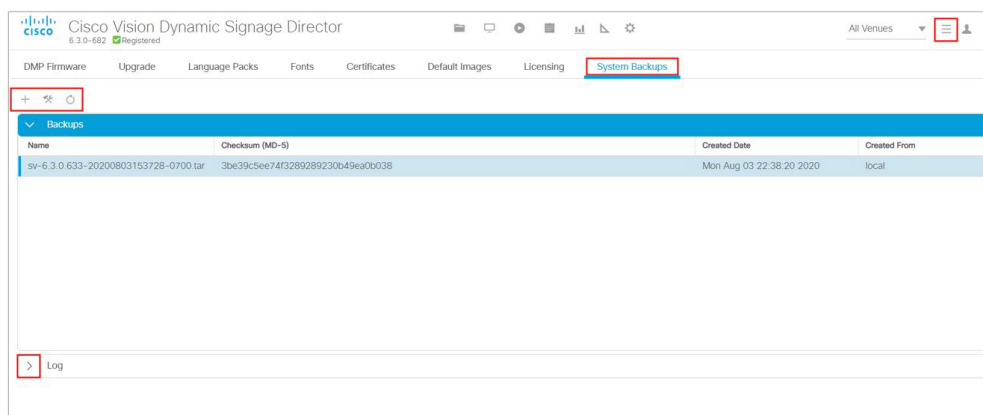 CISCO
Cisco Vision Dynamic Signage Director
6.3.0-682 Registered
All Venues
DMP Firmware Upgrade Language Packs Fonts Certificates Default Images Licensing System Backups
Backups
Name Checksum (MD-5) Created Date Created From
sv-6.3.0.633-20200803153728-0700.tar 3be39c5ee74f3289289230b49ea0b038 Mon Aug 03 22:38:20 2020 local
Log